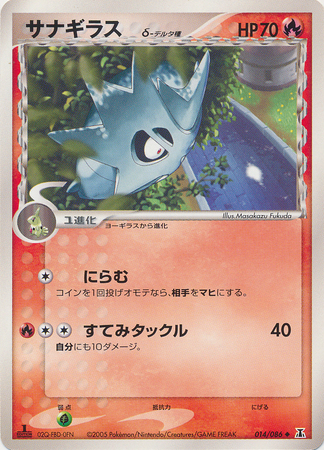 サナギラス δ-デルタ種 HP70
Illus.Masakazu Fukuda
1進化
ヨーギラスから進化
にらむ
コインを1回投げオモテなら、相手をマヒにする。
すてみタックル 40
自分にも10ダメージ。
弱点 抵抗力 にげる
1 02Q-FBD-0FN ©2005 Pokémon/Nintendo/Creatures/GAME FREAK 014/086